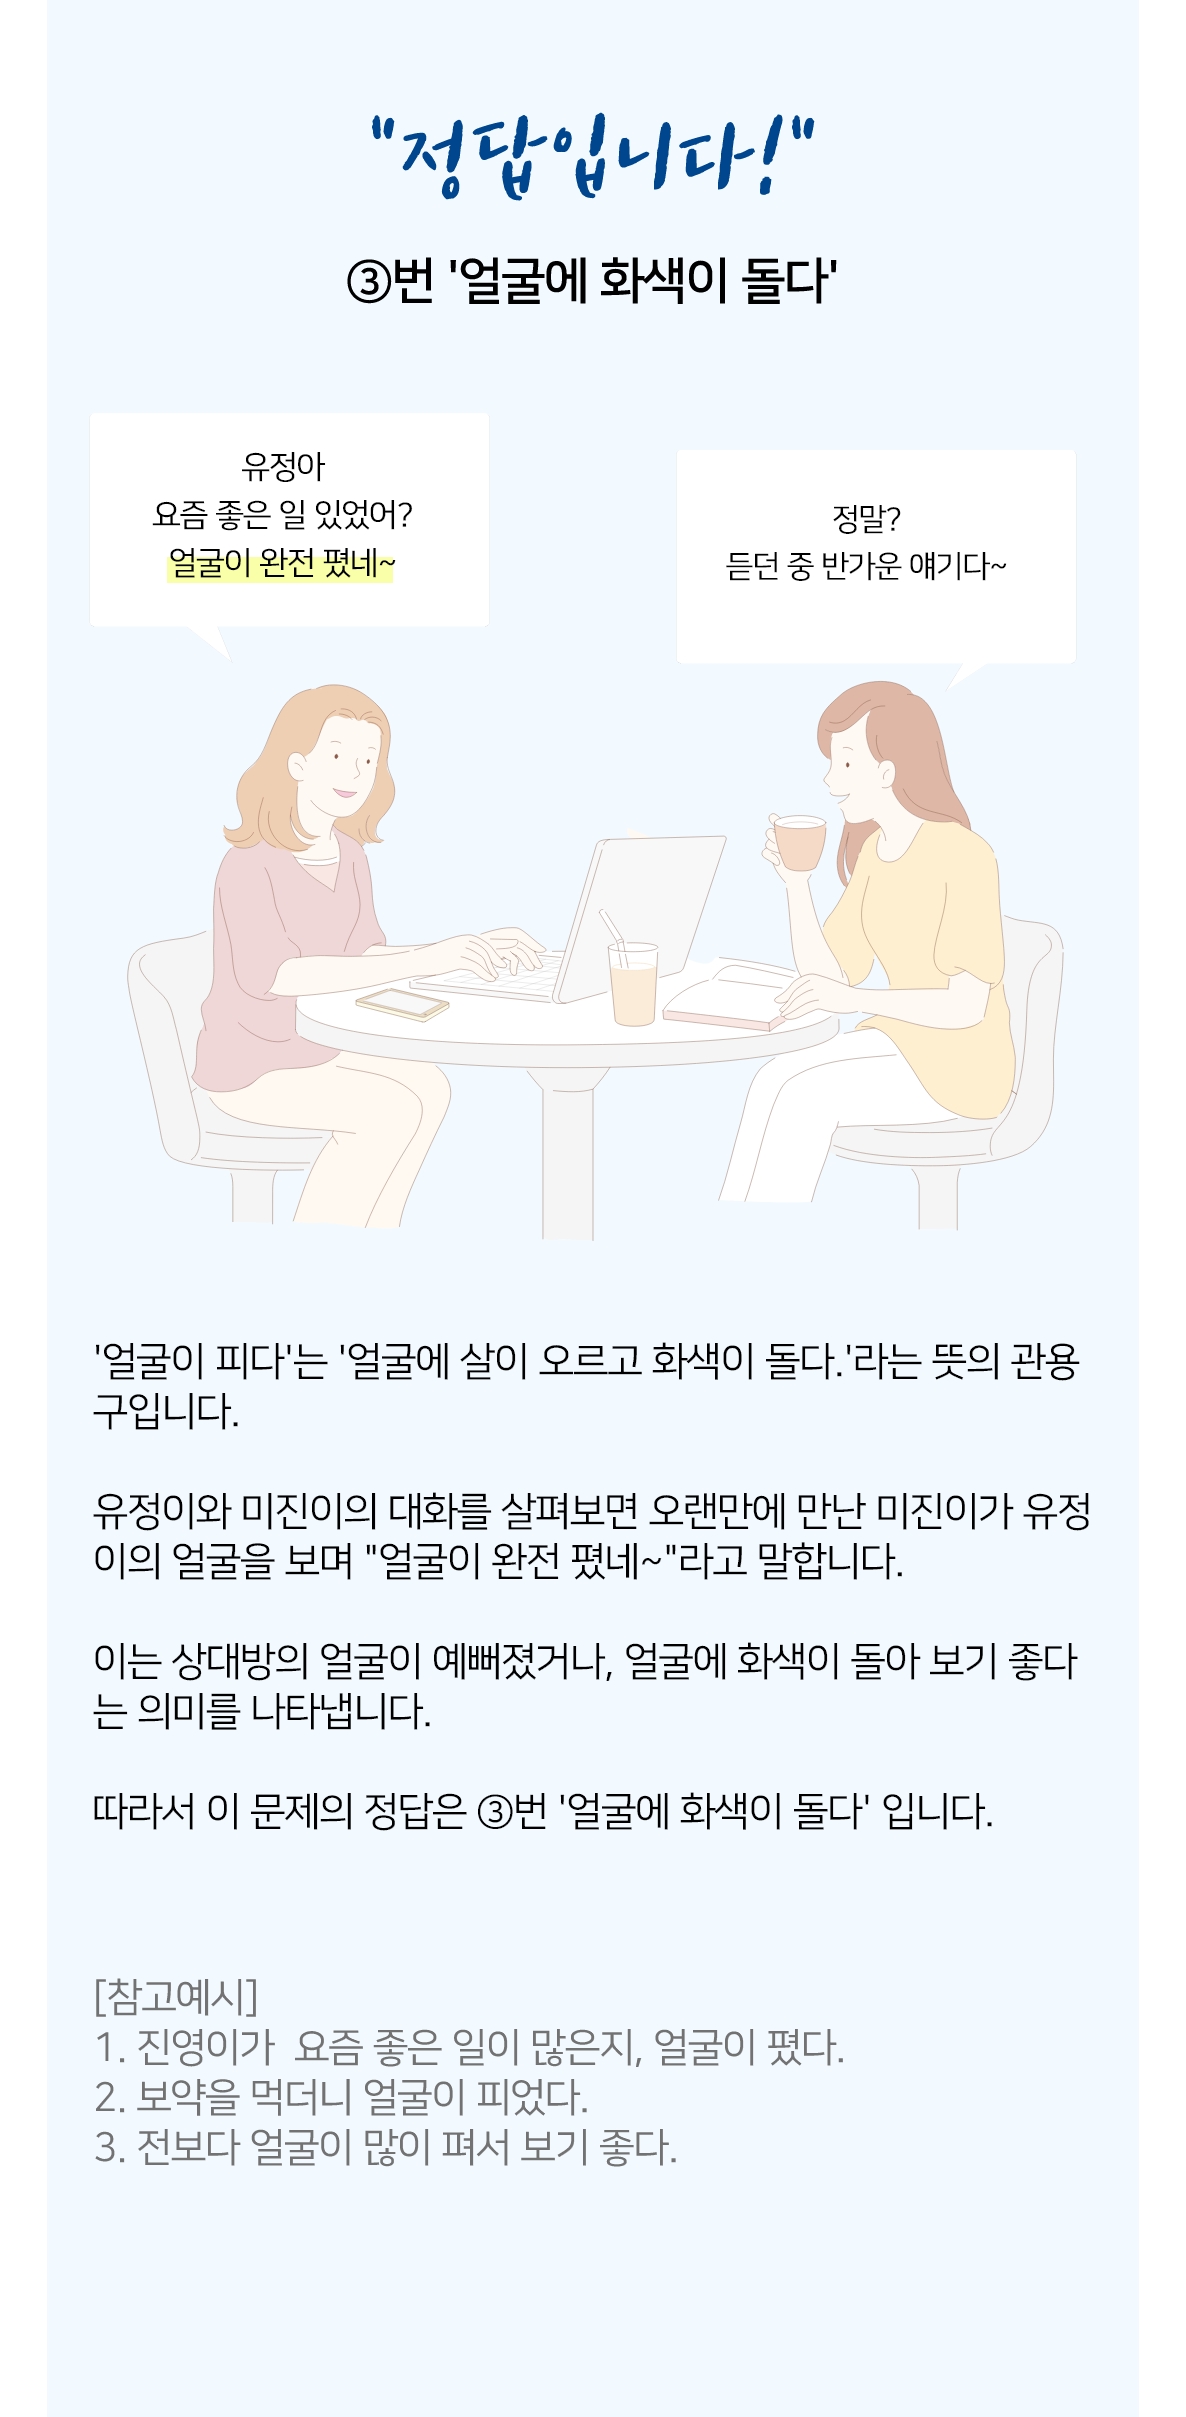 "정답입니다!"
③번 '얼굴에 화색이 돌다'
유정아
요즘 좋은 일 있었어?
얼굴이 완전 폈네~
정말?
듣던 중 반가운 얘기다~
'얼굴이 피다'는 '얼굴에 살이 오르고 화색이 돌다.'라는 뜻의 관용
구입니다.
유정이와 미진이의 대화를 살펴보면 오랜만에 만난 미진이가 유정
이의 얼굴을 보며 "얼굴이 완전 폈네~"라고 말합니다.
이는 상대방의 얼굴이 예뻐졌거나, 얼굴에 화색이 돌아 보기 좋다
는 의미를 나타냅니다.
따라서 이 문제의 정답은 ③번 '얼굴에 화색이 돌다' 입니다.
[참고예시]
1. 진영이가  요즘 좋은 일이 많은지, 얼굴이 폈다.
2. 보약을 먹더니 얼굴이 피었다.
3. 전보다 얼굴이 많이 펴서 보기 좋다.